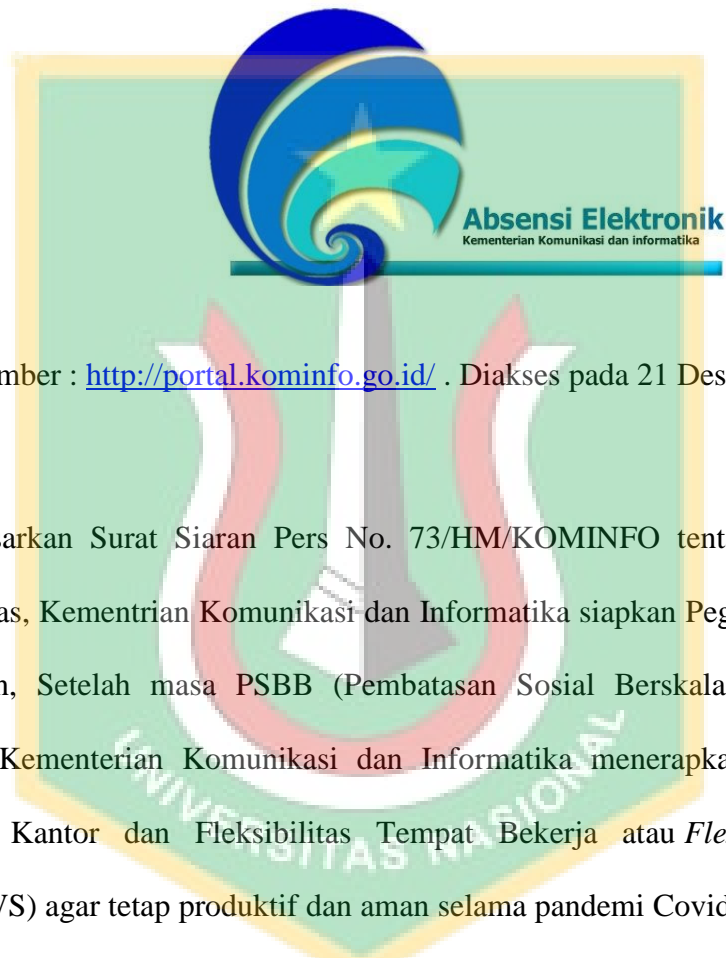 Absensi Elektronik
Kementerian Komunikasi dan informatika
mber : http://portal.kominfo.go.id/ . Diakses pada 21 Des
sarkan Surat Siaran Pers No. 73/HM/KOMINFO tent
as, Kementrian Komunikasi dan Informatika siapkan Peg
n, Setelah masa PSBB (Pembatasan Sosial Berskala
Kementerian Komunikasi dan Informatika menerapka
Kantor dan Fleksibilitas Tempat Bekerja atau Fle
VS) agar tetap produktif dan aman selama pandemi Covid
UNIVERSITAS NASIONAL